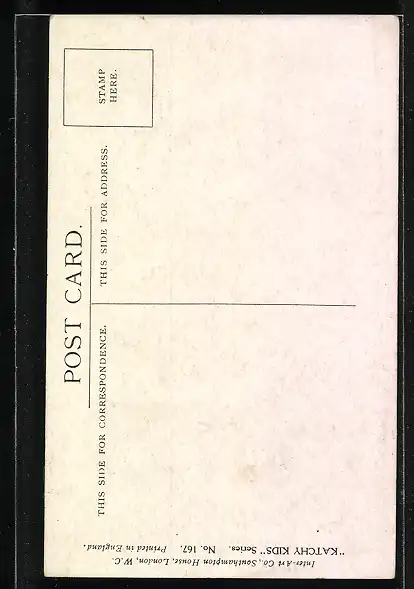 POST CARD.
THIS SIDE FOR CORRESPONDENCE.
THIS SIDE FOR ADDRESS.
STAMP
HERE.
Inter-Art Co., Southampton House, London, W.C.
"KATCHY KIDS" Series. No. 167. Printed in England.